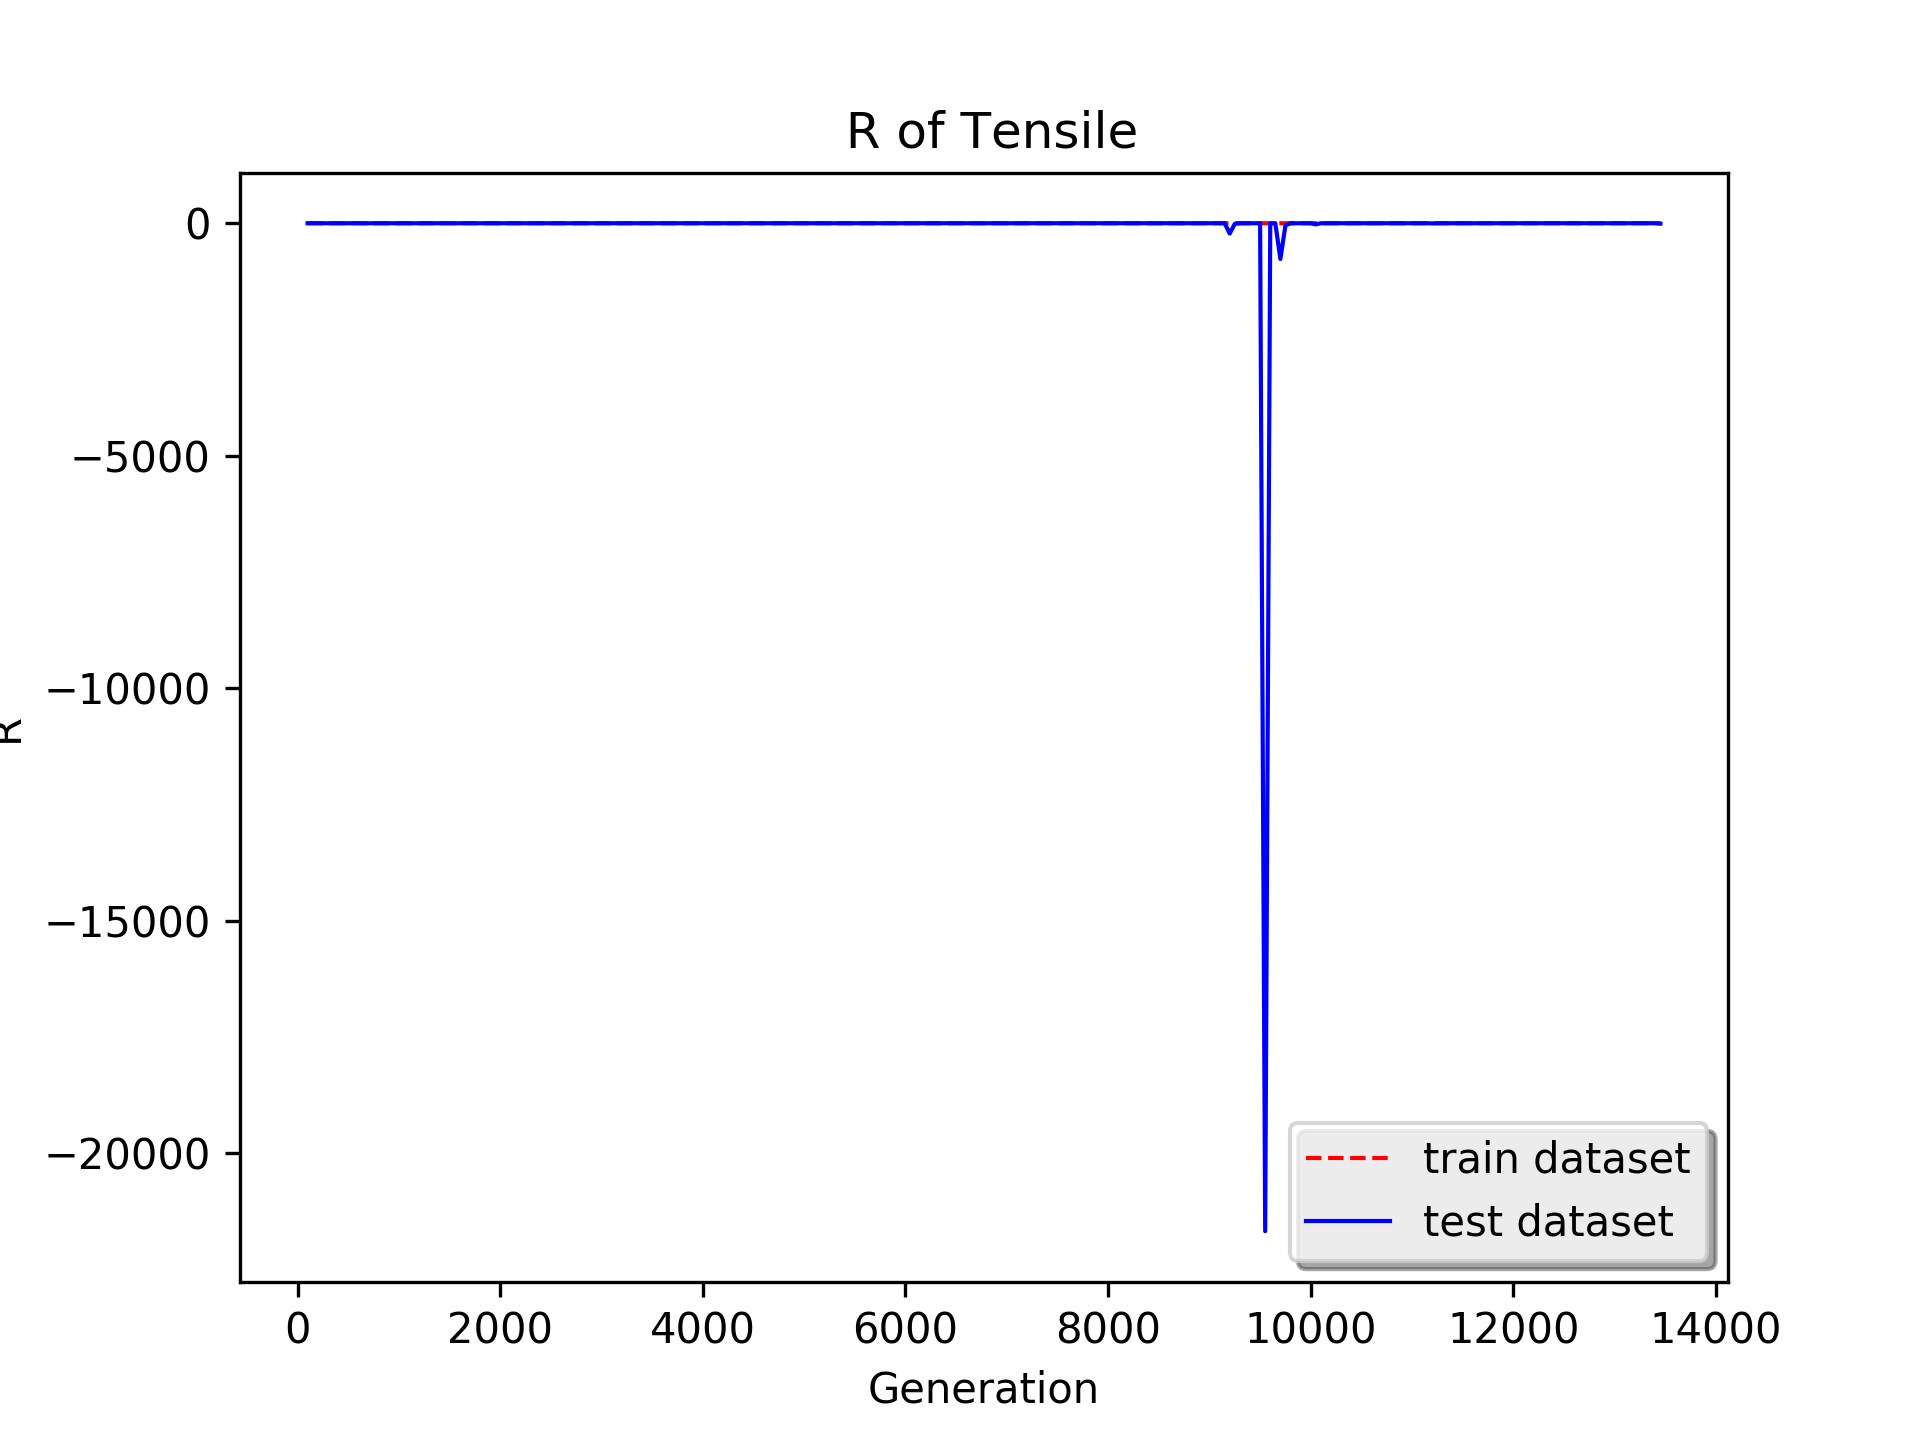 R of Tensile
0
−5000
−10000
−15000
−20000
R
train dataset
test dataset
0 2000 4000 6000 8000 10000 12000 14000
Generation